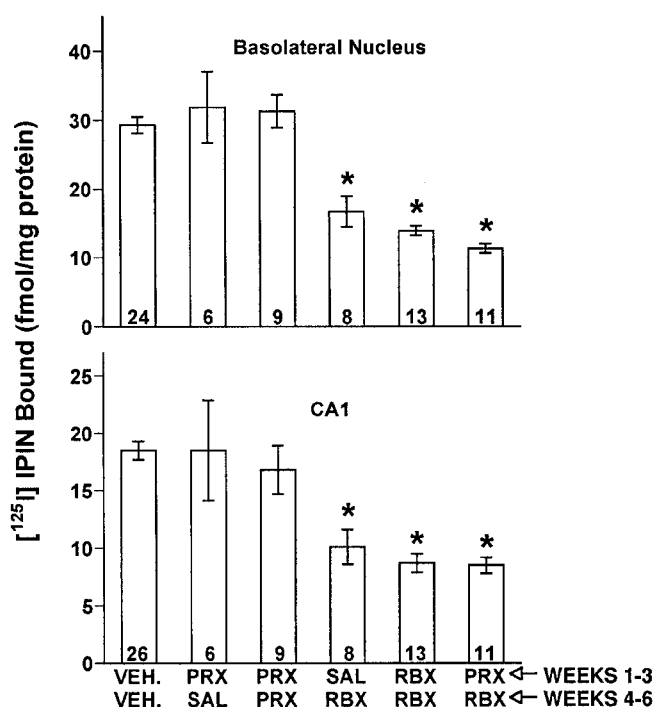 Basolateral Nucleus
[125I] IPIN Bound (fmol/mg protein)
40
30
20
10
0
* * *
24 6 9 8 13 11
CA1
25
20
15
10
5
0
* * *
26 6 9 8 13 11
VEH. PRX PRX SAL RBX PRX WEEKS 1-3
VEH. SAL PRX RBX RBX RBX WEEKS 4-6